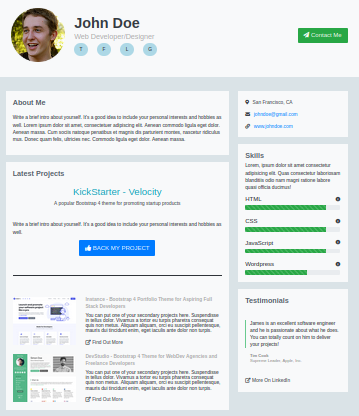 John Doe
Web Developer/Designer
T F L G
Contact Me
About Me
Write a brief intro about yourself. It's a good idea to include your personal interests and hobbies as
well. Lorem ipsum dolor sit amet, consectetuer adipiscing elit. Aenean commodo ligula eget dolor.
Aenean massa. Cum sociis natoque penatibus et magnis dis parturient montes, nascetur ridiculus
mus. Donec quam felis, ultricies nec. Commodo ligula eget dolor. Aenean massa.
Latest Projects
KickStarter - Velocity
A popular Bootstrap 4 theme for promoting startup products
Write a brief intro about yourself. It's a good idea to include your personal interests and hobbies as
well.
BACK MY PROJECT
Instance - Bootstrap 4 Portfolio Theme for Aspiring Full
Stack Developers
You can put one of your secondary projects here. Suspendisse
in tellus dolor. Vivamus a tortor eu turpis pharetra consequat
quis non metus. Aliquam aliquam, orci eu suscipit pellentesque,
mauris dui tincidunt enim, eget iaculis ante dolor non turpis.
Find Out More
DevStudio - Bootstrap 4 Theme for WebDev Agencies and
Freelance Developers
You can put one of your secondary projects here. Suspendisse
in tellus dolor. Vivamus a tortor eu turpis pharetra consequat
quis non metus. Aliquam aliquam, orci eu suscipit pellentesque,
mauris dui tincidunt enim, eget iaculis ante dolor non turpis.
Find Out More
San Francisco, CA
johndoe@gmail.com
www.johndoe.com
Skills
Lorem, ipsum dolor sit amet consectetur
adipisicing elit. Quas consectetur laboriosam
blanditiis odio nam magni ratione labore
quasi officia ducimus!
HTML
CSS
JavaScript
Wordpress
Testimonials
James is an excellent software engineer
and he is passionate about what he does.
You can totally count on him to deliver
your projects!
Tim Cook
Supreme Leader, Apple, Inc.
More On LinkedIn